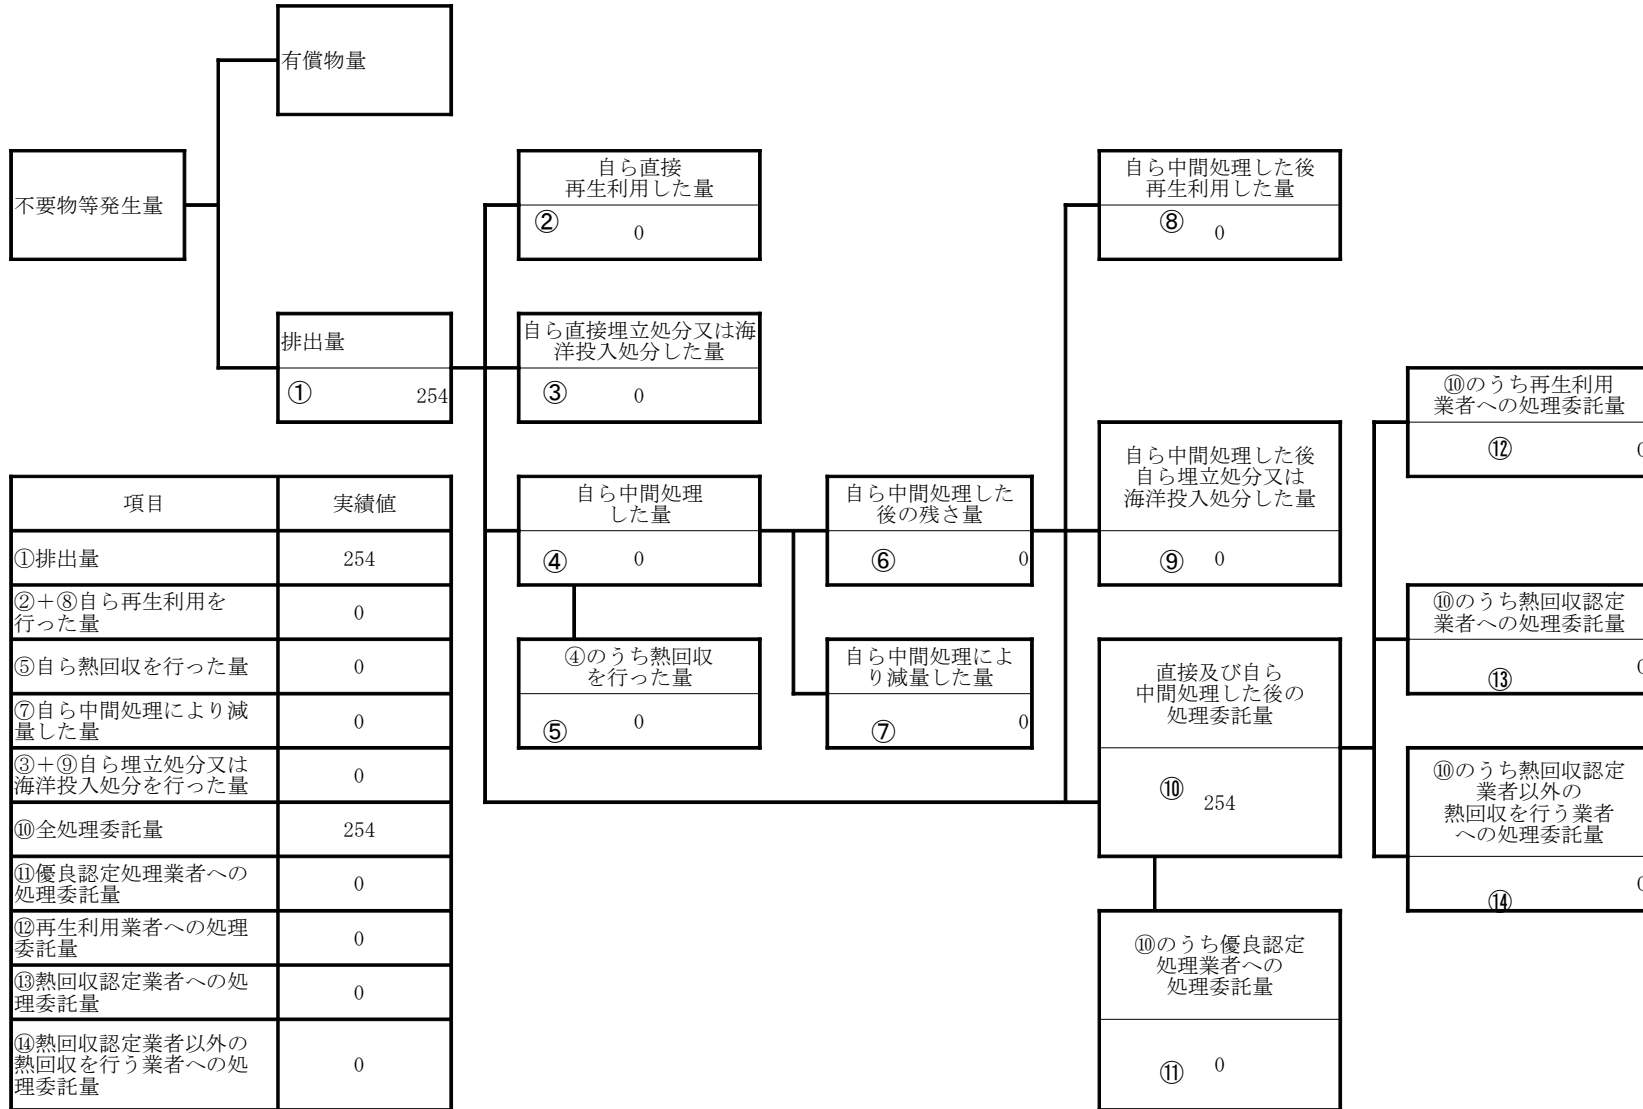 有償物量
不要物等発生量
排出量
① 254
自ら直接
再生利用した量
② 0
自ら直接埋立処分又は海
洋投入処分した量
③ 0
自ら中間処理
した量
④ 0
④のうち熱回収
を行った量
⑤ 0
自ら中間処理した
後の残さ量
⑥ 0
自ら中間処理によ
り減量した量
⑦ 0
自ら中間処理した後
再生利用した量
⑧ 0
自ら中間処理した後
自ら埋立処分又は
海洋投入処分した量
⑨ 0
直接及び自ら
中間処理した後の
処理委託量
⑩ 254
⑩のうち優良認定
処理業者への
処理委託量
⑪ 0
⑩のうち再生利用
業者への処理委託量
⑫ 0
⑩のうち熱回収認定
業者への処理委託量
⑬ 0
⑩のうち熱回収認定
業者以外の
熱回収を行う業者
への処理委託量
⑭ 0
項目 実績値
①排出量 254
②+⑧自ら再生利用を
行った量 0
⑤自ら熱回収を行った量 0
⑦自ら中間処理により減
量した量 0
③+⑨自ら埋立処分又は
海洋投入処分を行った量 0
⑩全処理委託量 254
⑪優良認定処理業者への
処理委託量 0
⑫再生利用業者への処理
委託量 0
⑬熱回収認定業者への処
理委託量 0
⑭熱回収認定業者以外の
熱回収を行う業者への処
理委託量 0